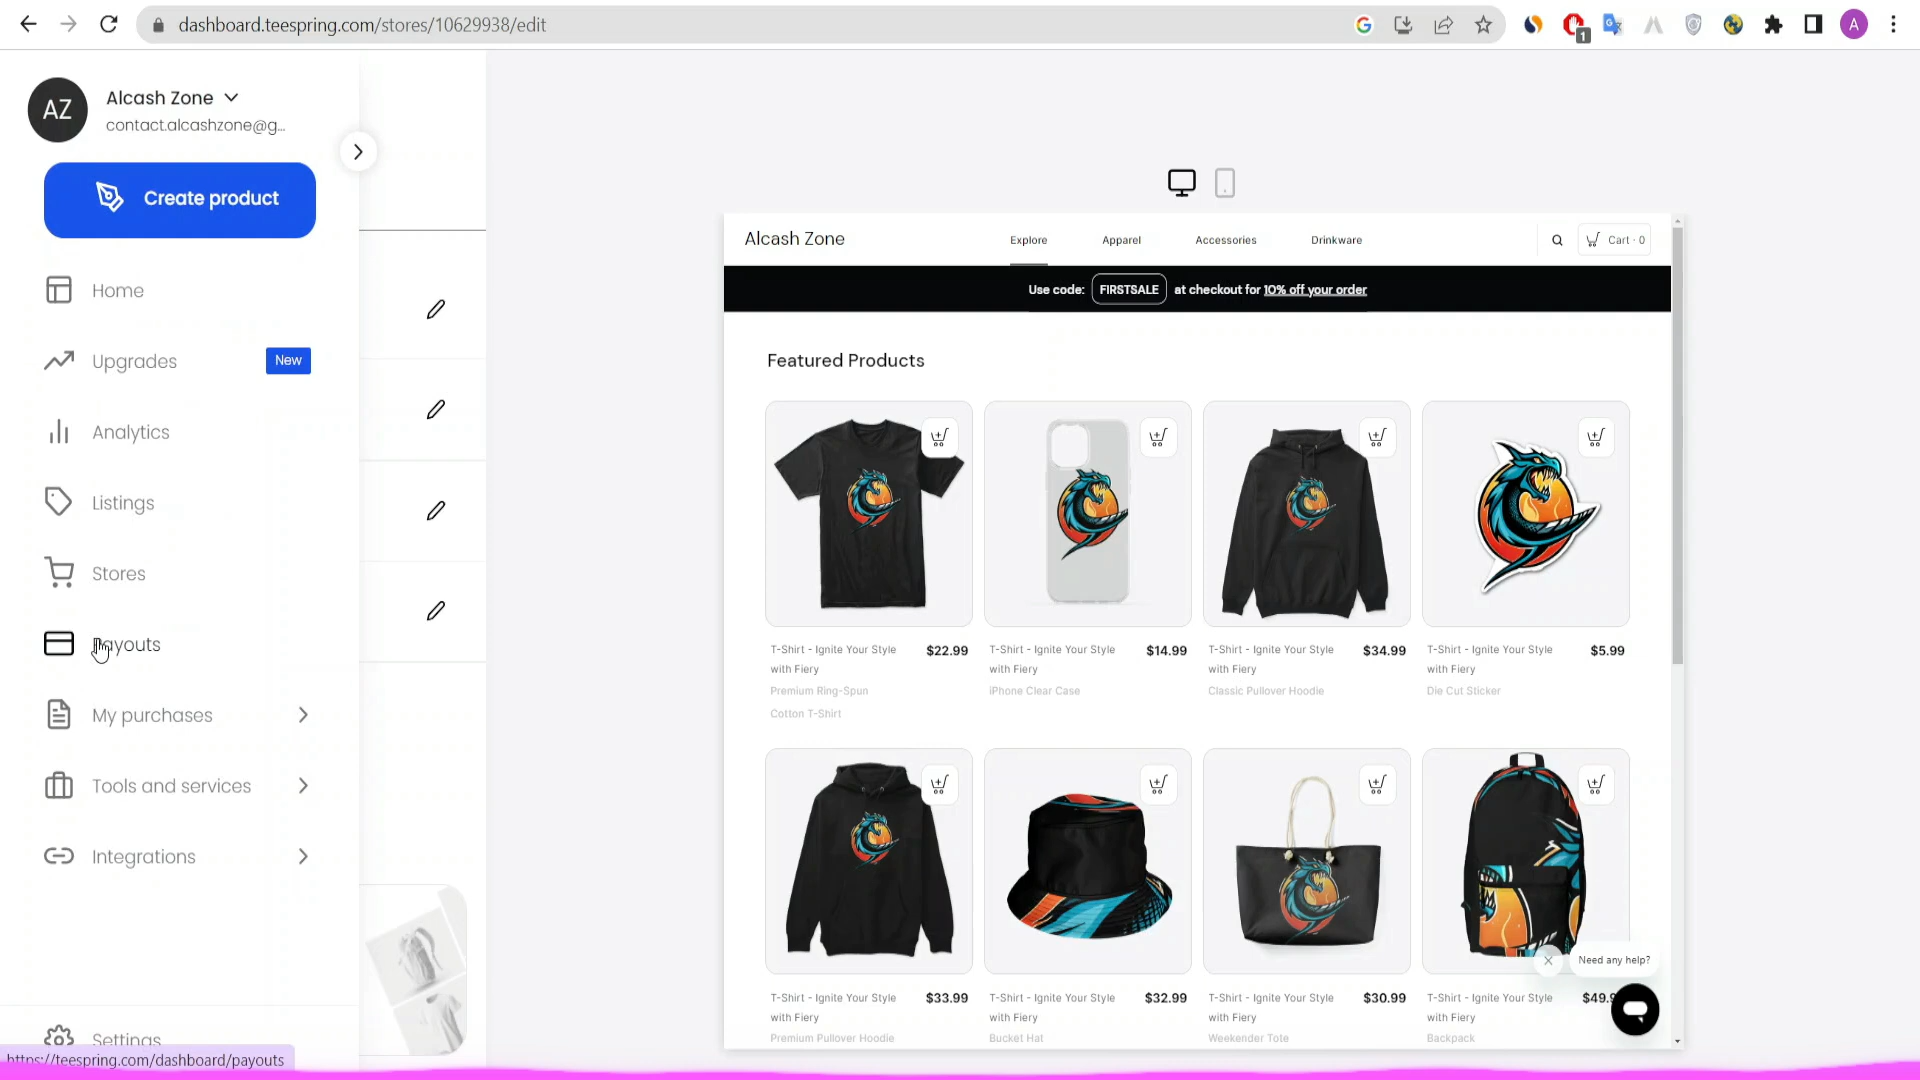 dashboard.teespring.com/stores/10629938/edit
1
A
AZ
Alcash Zone
contact.alcashzone@g...
Create product
Home
Upgrades
New
Analytics
Listings
Stores
Payouts
My purchases
Tools and services
Integrations
Settings
https://teespring.com/dashboard/payouts
Alcash Zone
Explore
Apparel
Accessories
Drinkware
Cart · 0
Use code: FIRSTSALE at checkout for 10% off your order
Featured Products
T-Shirt - Ignite Your Style $22.99
with Fiery
Premium Ring-Spun
Cotton T-Shirt
T-Shirt - Ignite Your Style $14.99
with Fiery
iPhone Clear Case
T-Shirt - Ignite Your Style $34.99
with Fiery
Classic Pullover Hoodie
T-Shirt - Ignite Your Style $5.99
with Fiery
Die Cut Sticker
T-Shirt - Ignite Your Style $33.99
with Fiery
Premium Pullover Hoodie
T-Shirt - Ignite Your Style $32.99
with Fiery
Bucket Hat
T-Shirt - Ignite Your Style $30.99
with Fiery
Weekender Tote
T-Shirt - Ignite Your Style $49.9
with Fiery
Backpack
Need any help?